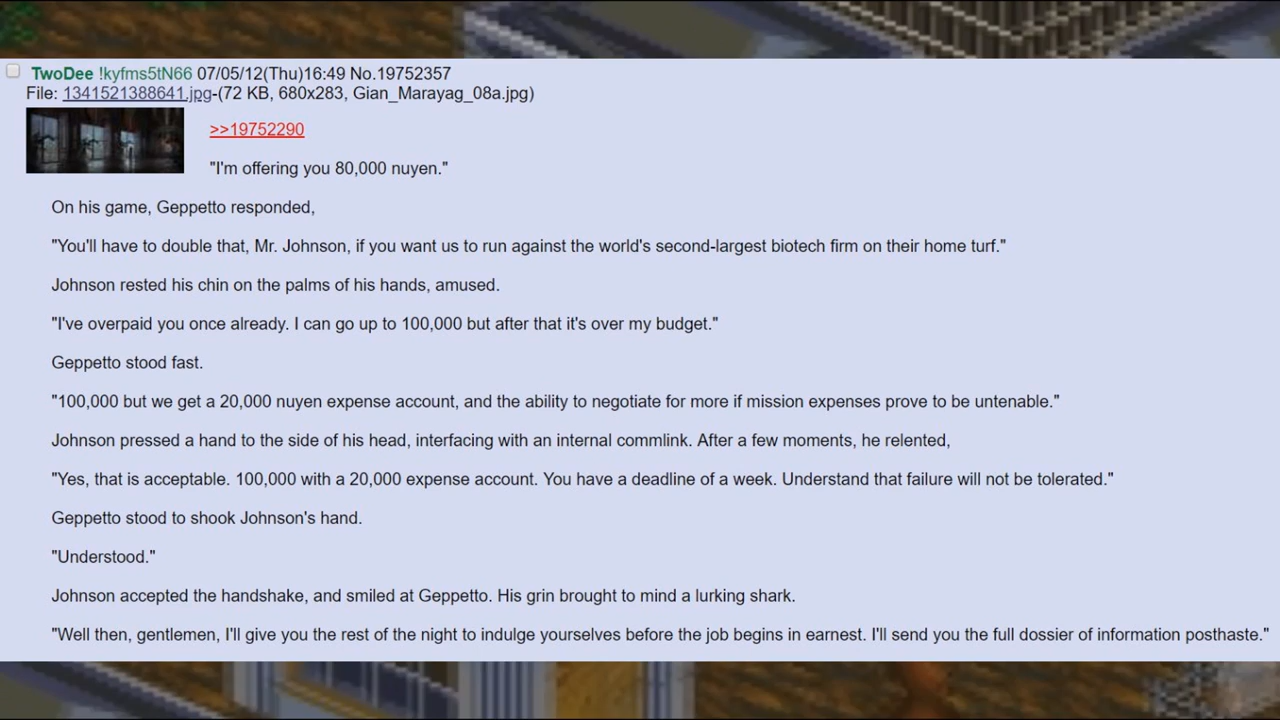 TwoDee !kyfms5tN66 07/05/12(Thu)16:49 No.19752357
File: 1341521388641.jpg-(72 KB, 680x283, Gian_Marayag_08a.jpg)
>>19752290
"I'm offering you 80,000 nuyen."
On his game, Geppetto responded,
"You'll have to double that, Mr. Johnson, if you want us to run against the world's second-largest biotech firm on their home turf."
Johnson rested his chin on the palms of his hands, amused.
"I've overpaid you once already. I can go up to 100,000 but after that it's over my budget."
Geppetto stood fast.
"100,000 but we get a 20,000 nuyen expense account, and the ability to negotiate for more if mission expenses prove to be untenable."
Johnson pressed a hand to the side of his head, interfacing with an internal commlink. After a few moments, he relented,
"Yes, that is acceptable. 100,000 with a 20,000 expense account. You have a deadline of a week. Understand that failure will not be tolerated."
Geppetto stood to shook Johnson's hand.
"Understood."
Johnson accepted the handshake, and smiled at Geppetto. His grin brought to mind a lurking shark.
"Well then, gentlemen, I'll give you the rest of the night to indulge yourselves before the job begins in earnest. I'll send you the full dossier of information posthaste."